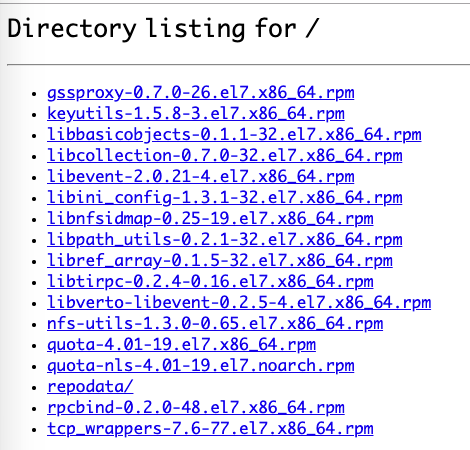 Directory listing for /
gssproxy-0.7.0-26.el7.x86_64.rpm
keyutils-1.5.8-3.el7.x86_64.rpm
libbasicobjects-0.1.1-32.el7.x86_64.rpm
libcollection-0.7.0-32.el7.x86_64.rpm
libevent-2.0.21-4.el7.x86_64.rpm
libini_config-1.3.1-32.el7.x86_64.rpm
libnfsidmap-0.25-19.el7.x86_64.rpm
libpath_utils-0.2.1-32.el7.x86_64.rpm
libref_array-0.1.5-32.el7.x86_64.rpm
libtirpc-0.2.4-0.16.el7.x86_64.rpm
libverto-libevent-0.2.5-4.el7.x86_64.rpm
nfs-utils-1.3.0-0.65.el7.x86_64.rpm
quota-4.01-19.el7.x86_64.rpm
quota-nls-4.01-19.el7.noarch.rpm
repodata/
rpcbind-0.2.0-48.el7.x86_64.rpm
tcp_wrappers-7.6-77.el7.x86_64.rpm